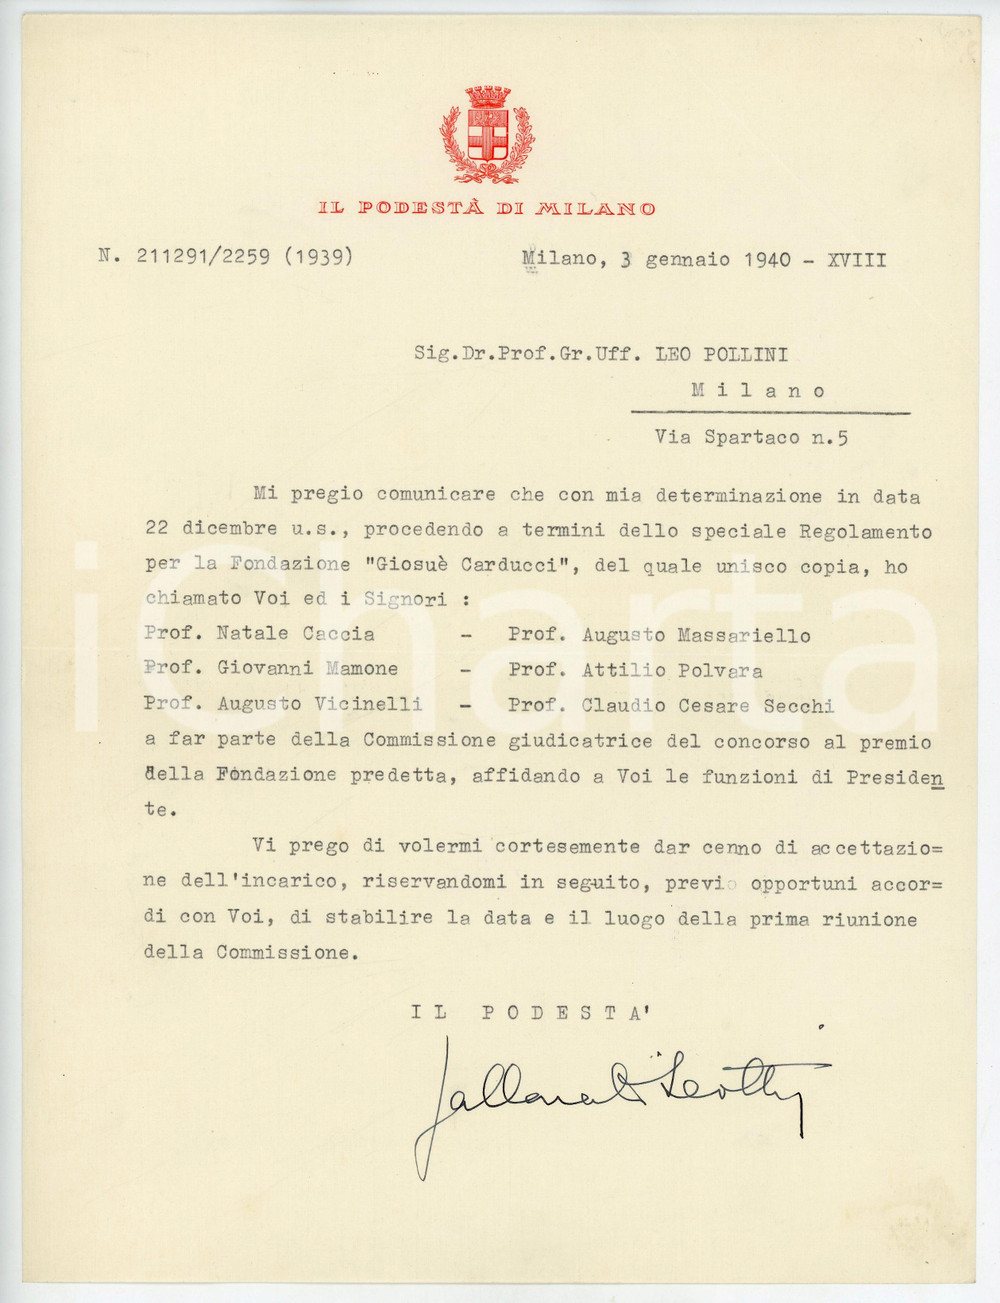 IL PODESTÀ DI MILANO
N. 211291/2259 (1939)
Milano, 3 gennaio 1940 - XVIII
Sig.Dr.Prof.Gr.Uff. LEO POLLINI
Milano
Via Spartaco n.5
Mi pregio comunicare che con mia determinazione in data
22 dicembre u.s., procedendo a termini dello speciale Regolamento
per la Fondazione "Giosuè Carducci", del quale unisco copia, ho
chiamato Voi ed i Signori :
Prof. Natale Caccia - Prof. Augusto Massariello
Prof. Giovanni Mamone - Prof. Attilio Polvara
Prof. Augusto Vicinelli - Prof. Claudio Cesare Secchi
a far parte della Commissione giudicatrice del concorso al premio
della Fondazione predetta, affidando a Voi le funzioni di Presiden
te.
Vi prego di volermi cortesemente dar cenno di accettazio=
ne dell'incarico, riservandomi in seguito, previo opportuni accor=
di con Voi, di stabilire la data e il luogo della prima riunione
della Commissione.
IL PODESTA'
iCharta